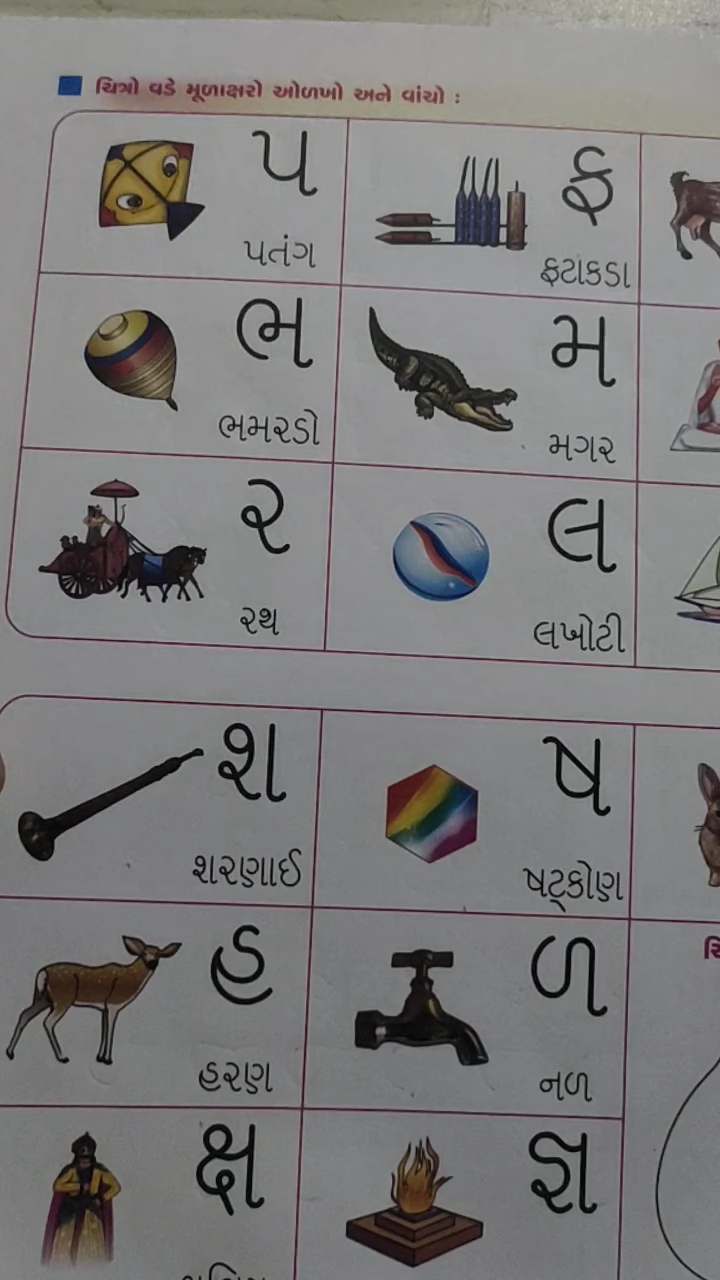 ચિત્રો વડે મૂળાક્ષરો ઓળખો અને વાંચો :
પ
પતંગ
ફ
ફટાકડા
ભ
ભમરડો
મ
મગર
ર
રથ
લ
લખોટી
શ
શરણાઈ
ષ
ષટ્કોણ
હ
હરણ
ળ
નળ
ક્ષ
જ્ઞ